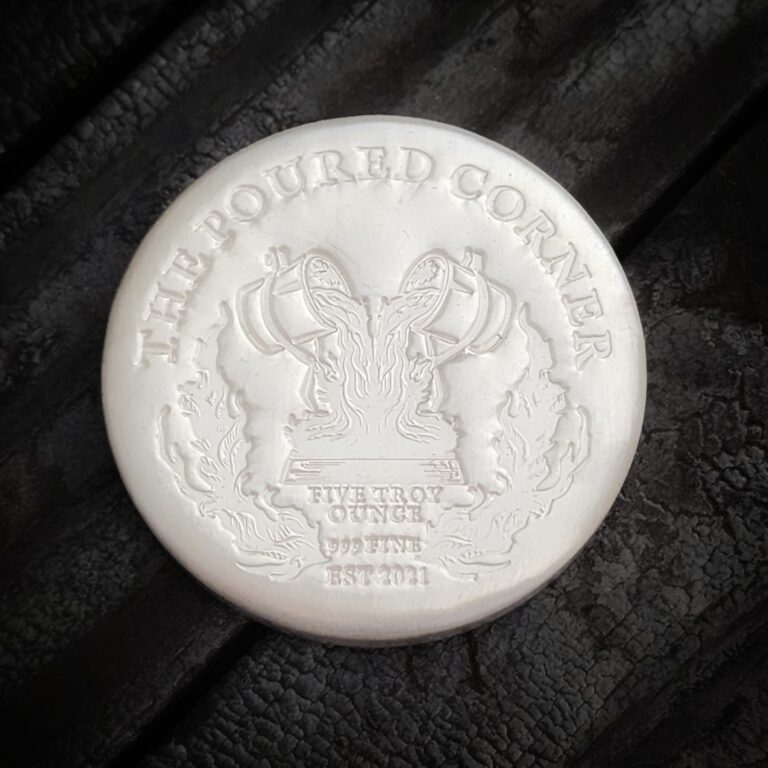 THE POURED CORNER
FIVE TROY
OUNCE
999 FINE
EST 2021